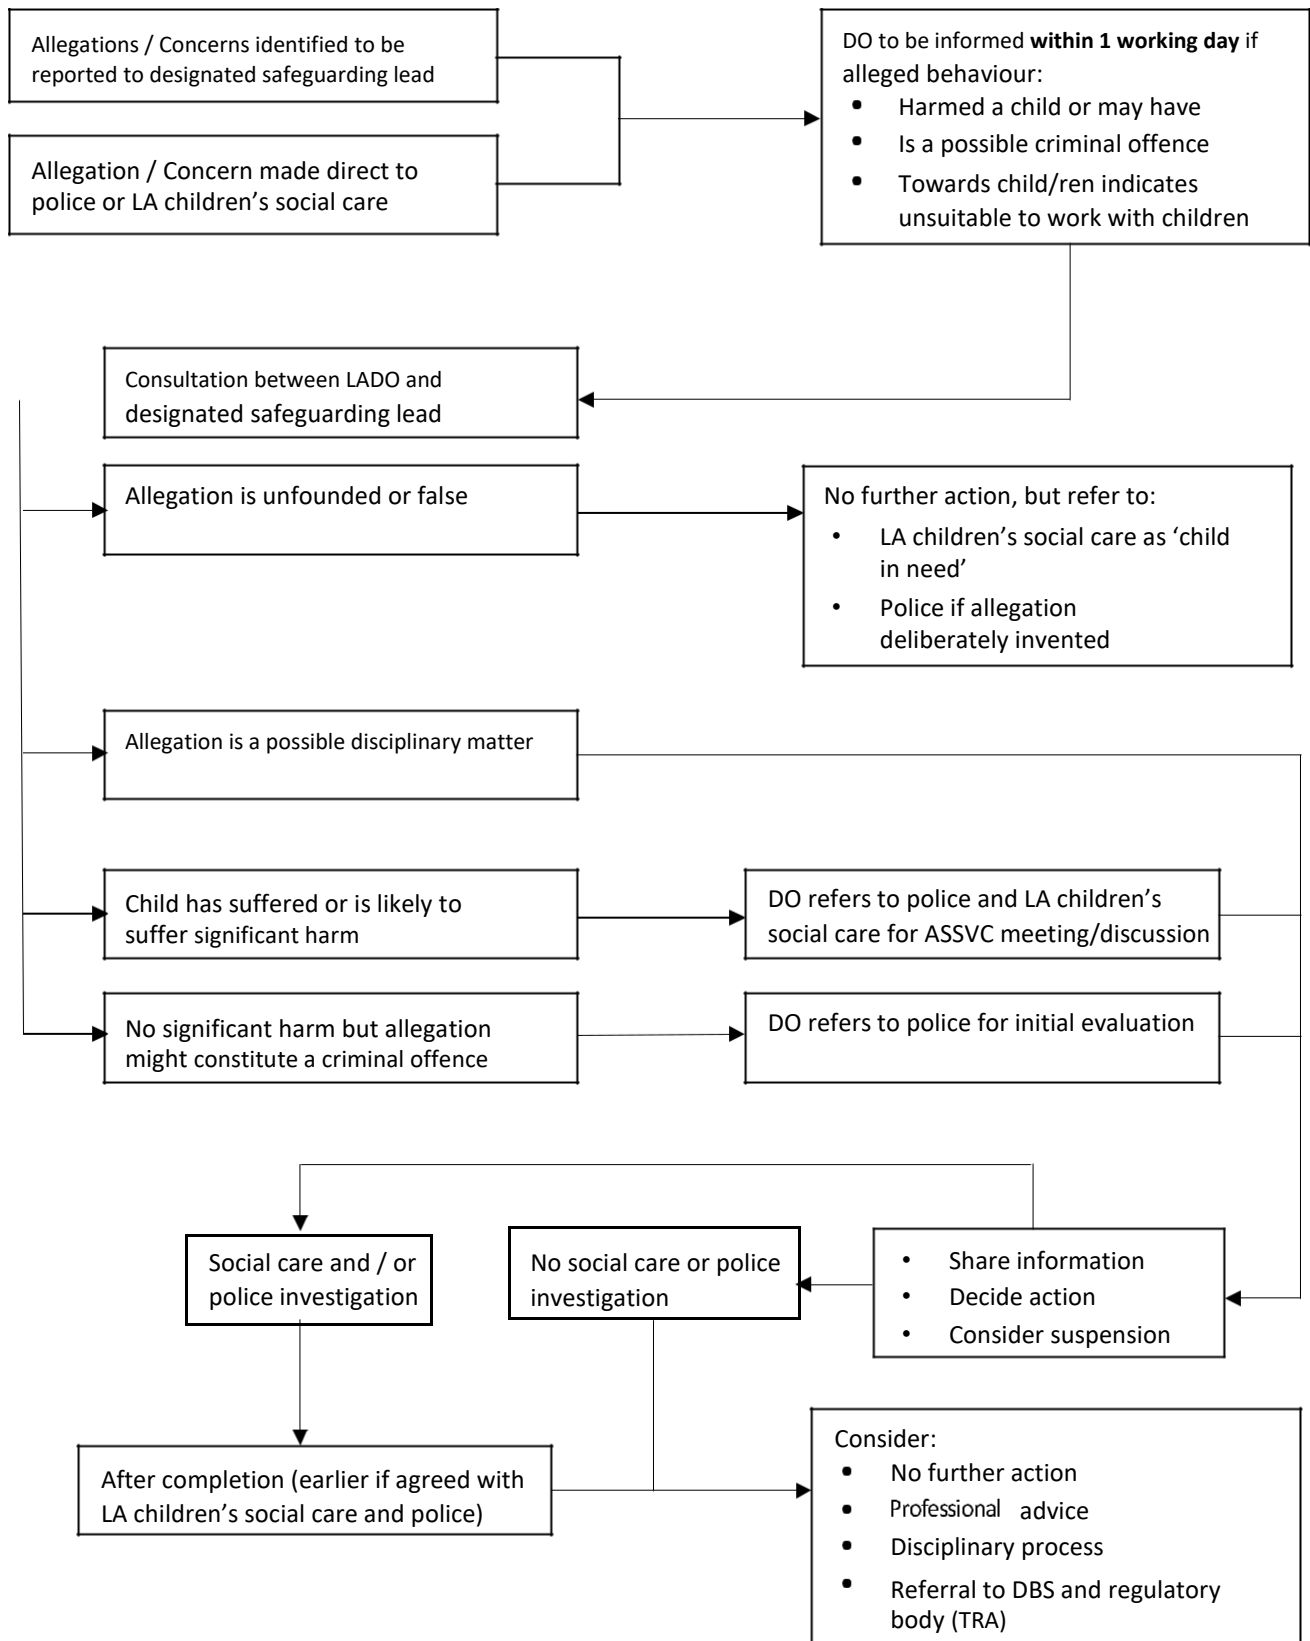 Allegations / Concerns identified to be
reported to designated safeguarding lead
Allegation / Concern made direct to
police or LA children's social care
DO to be informed within 1 working day if
alleged behaviour:
• Harmed a child or may have
• Is a possible criminal offence
• Towards child/ren indicates
unsuitable to work with children
Consultation between LADO and
designated safeguarding lead
Allegation is unfounded or false
No further action, but refer to:
• LA children's social care as ‘child
in need’
• Police if allegation
deliberately invented
Allegation is a possible disciplinary matter
Child has suffered or is likely to
suffer significant harm
DO refers to police and LA children's
social care for ASSVC meeting/discussion
No significant harm but allegation
might constitute a criminal offence
DO refers to police for initial evaluation
Social care and / or
police investigation
No social care or police
investigation
• Share information
• Decide action
• Consider suspension
After completion (earlier if agreed with
LA children's social care and police)
Consider:
• No further action
• Professional advice
• Disciplinary process
• Referral to DBS and regulatory
body (TRA)